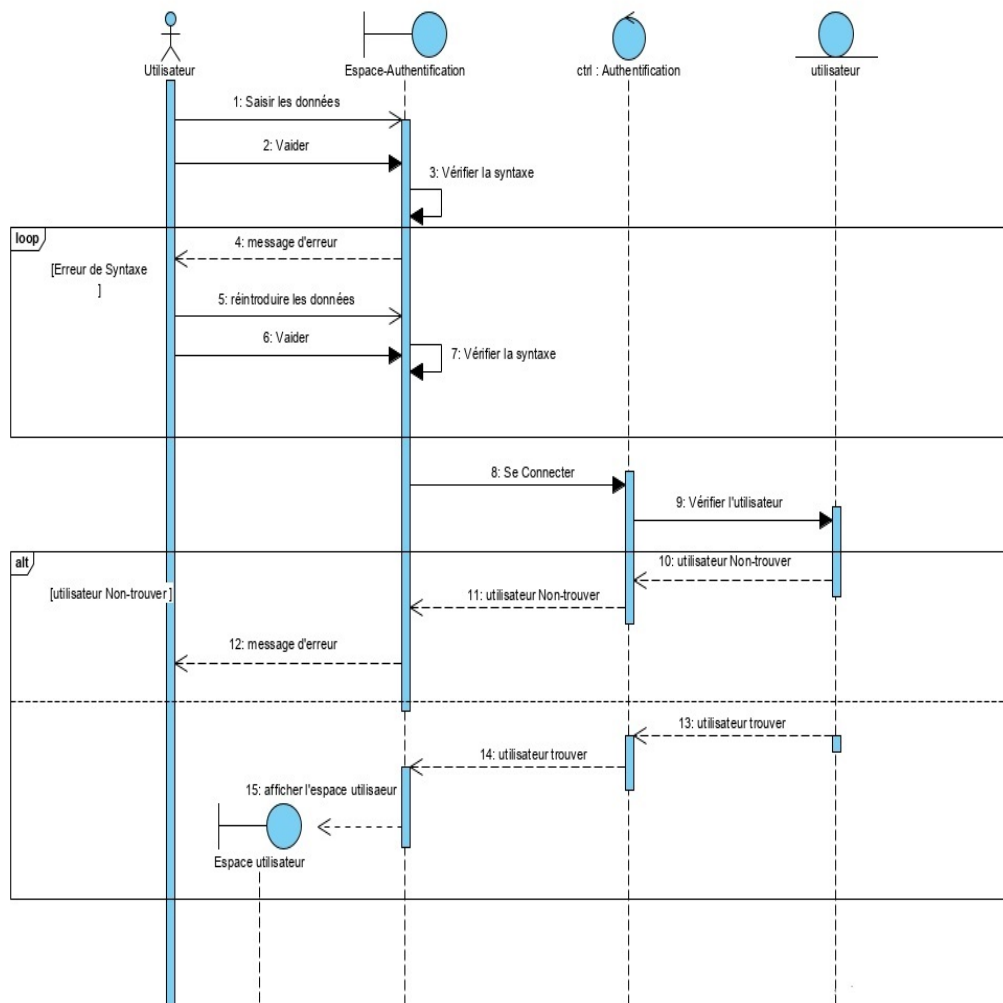 Utilisateur
Espace-Authentification
ctrl : Authentification
utilisateur
1: Saisir les données
2: Vaider
3: Vérifier la syntaxe
loop
4: message d'erreur
[Erreur de Syntaxe
]
5: réintroduire les données
6: Vaider
7: Vérifier la syntaxe
8: Se Connecter
9: Vérifier l'utilisateur
alt
10: utilisateur Non-trouver
[utilisateur Non-trouver ]
11: utilisateur Non-trouver
12: message d'erreur
13: utilisateur trouver
14: utilisateur trouver
15: afficher l'espace utilisaeur
Espace utilisateur